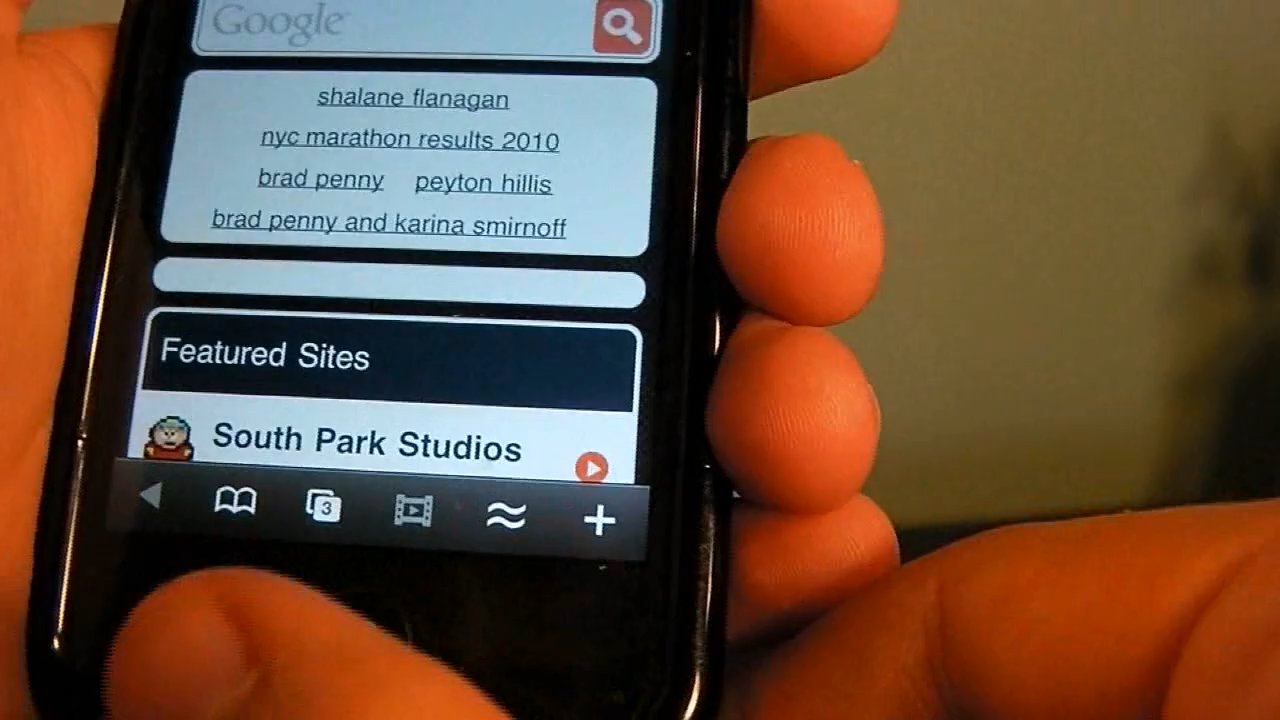 Google
shalane flanagan
nyc marathon results 2010
brad penny peyton hillis
brad penny and karina smirnoff
Featured Sites
South Park Studios
3